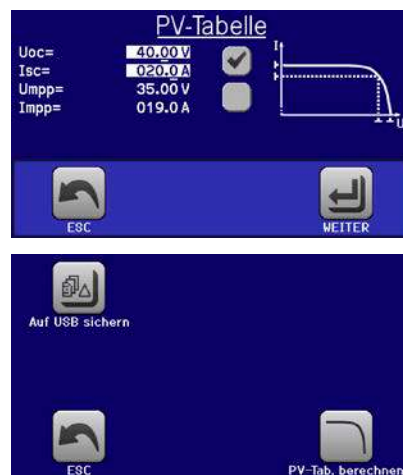 PV-Tabelle
Uoc= 40.00 V
Isc= 020.0 A
Umpp= 35.00 V
Impp= 019.0 A
I
U
ESC WEITER
Auf USB sichern
ESC PV-Tab. berechnen